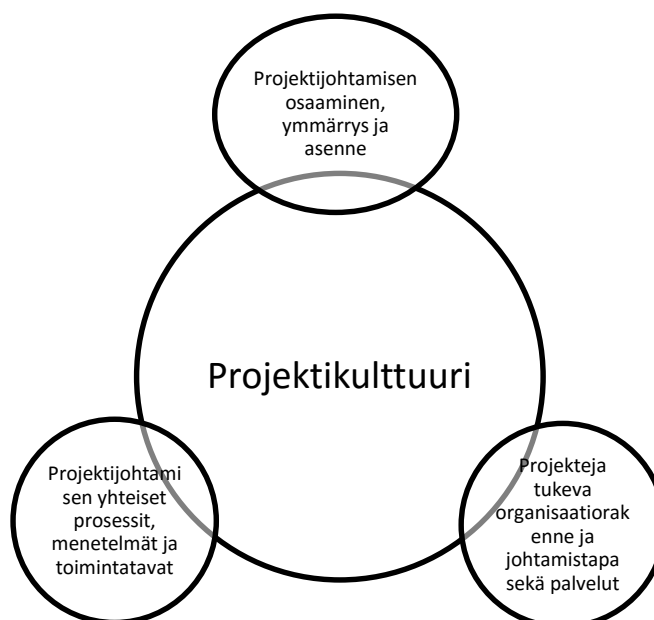 Projektijohtamisen
osaaminen,
ymmärrys ja
asenne
Projektikulttuuri
Projektijohtami
sen yhteiset
prosessit,
menetelmät ja
toimintatavat
Projekteja
tukeva
organisaatiorak
enne ja
johtamistapa
sekä palvelut